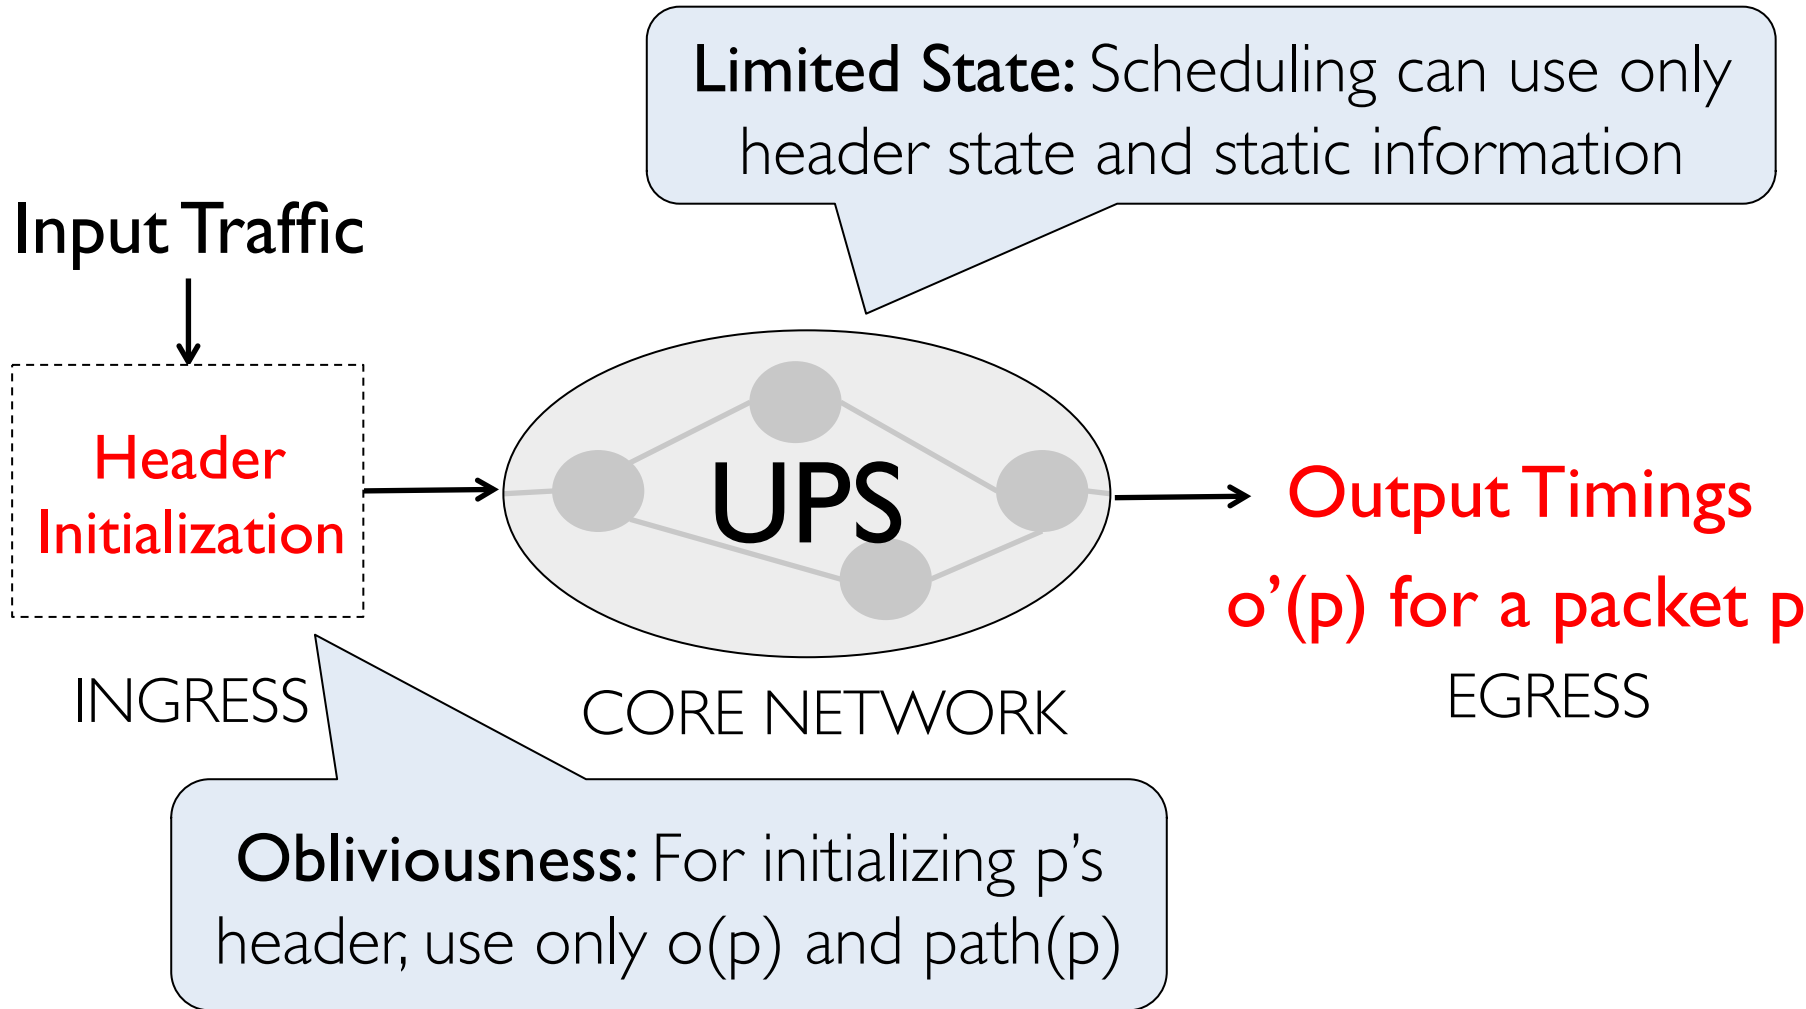 Limited State: Scheduling can use only
header state and static information
Input Traffic
Header
Initialization
UPS
Output Timings
o’(p) for a packet p
INGRESS
CORE NETWORK
EGRESS
Obliviousness: For initializing p’s
header, use only o(p) and path(p)